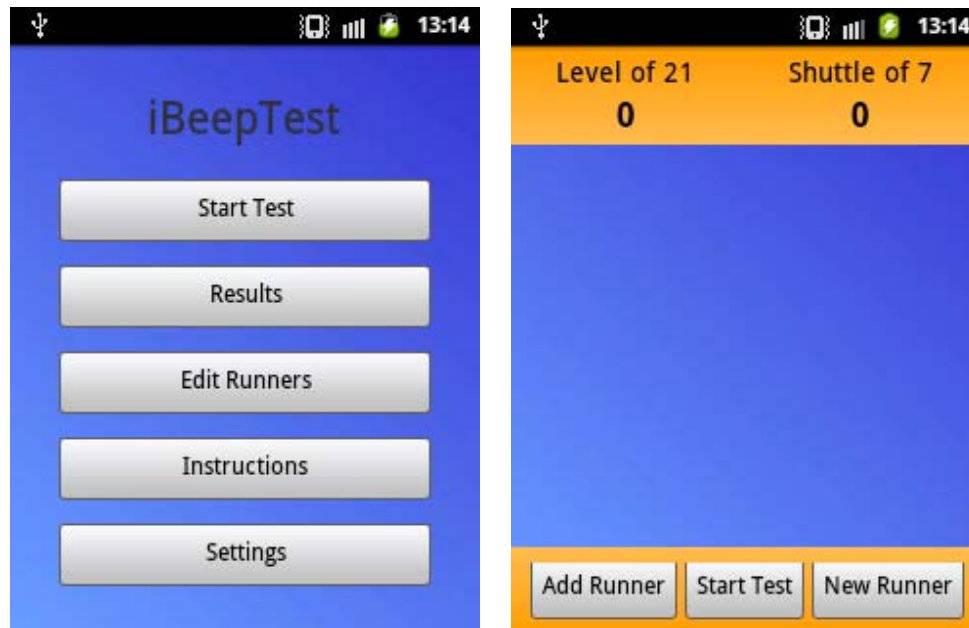 13:14
iBeepTest
Start Test
Results
Edit Runners
Instructions
Settings
13:14
Level of 21 Shuttle of 7
0 0
Add Runner Start Test New Runner